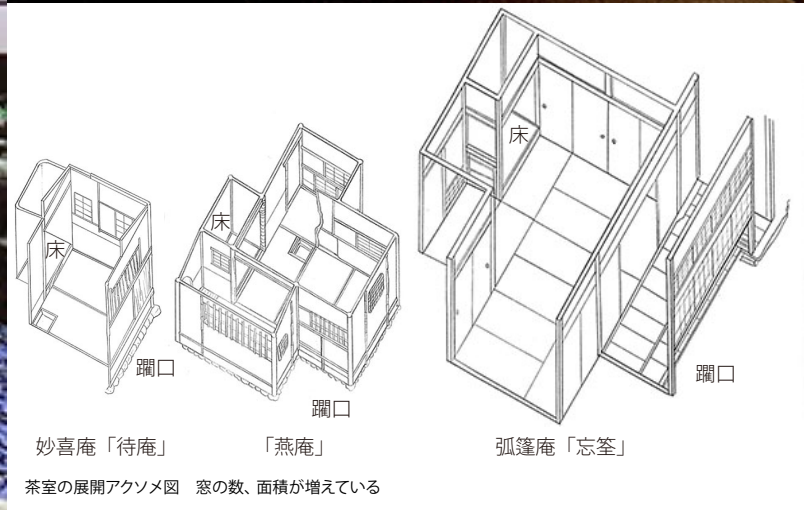 床
床
床
躙口
躙口
躙口
妙喜庵「待庵」
「燕庵」
弧篷庵「忘筌」
茶室の展開アクソメ図 窓の数、面積が増えている